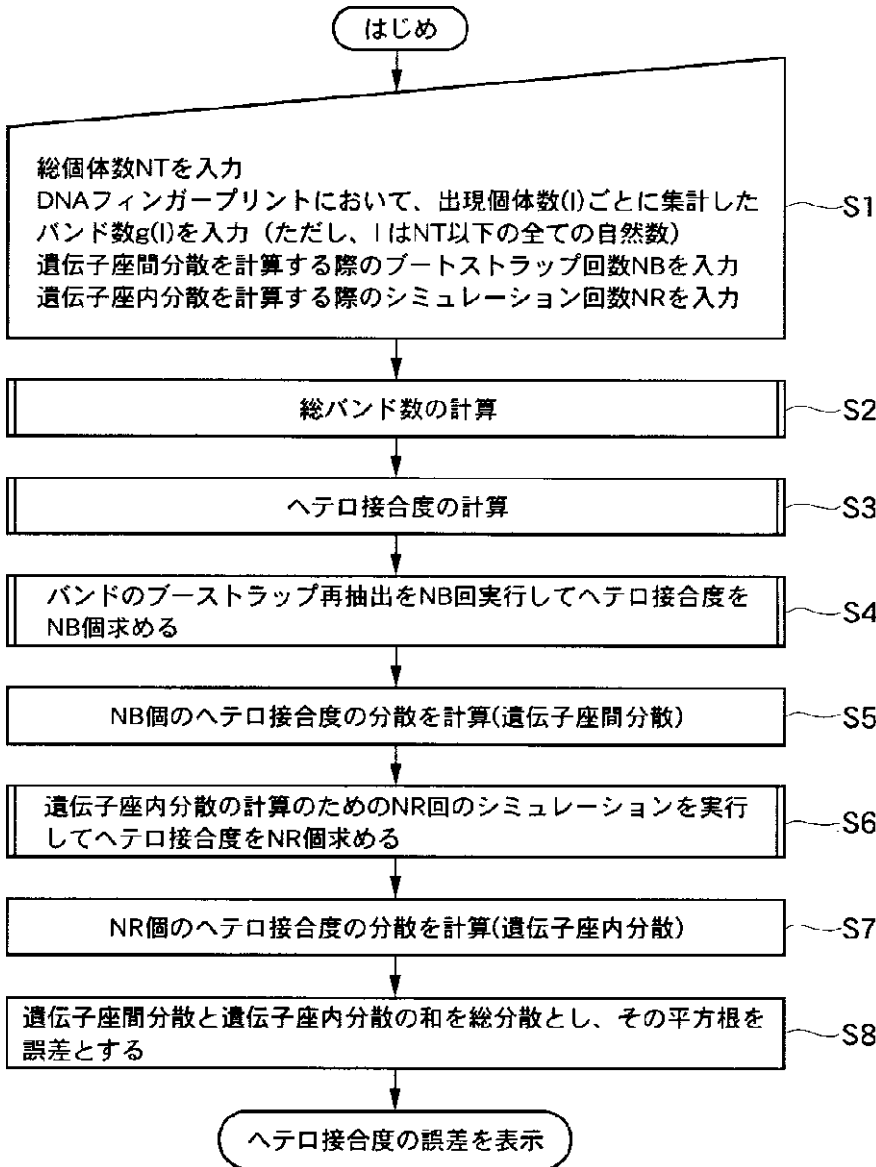 はじめ
総個体数NTを入力
DNAフィンガープリントにおいて、出現個体数(I)ごとに集計した
バンド数g(I)を入力（ただし、I はNT以下の全ての自然数）
遺伝子座間分散を計算する際のブートストラップ回数NBを入力
遺伝子座内分散を計算する際のシミュレーション回数NRを入力
S1
総バンド数の計算
S2
ヘテロ接合度の計算
S3
バンドのブーストラップ再抽出をNB回実行してヘテロ接合度を
NB個求める
S4
NB個のヘテロ接合度の分散を計算(遺伝子座間分散)
S5
遺伝子座内分散の計算のためのNR回のシミュレーションを実行
してヘテロ接合度をNR個求める
S6
NR個のヘテロ接合度の分散を計算(遺伝子座内分散)
S7
遺伝子座間分散と遺伝子座内分散の和を総分散とし、その平方根を
誤差とする
S8
ヘテロ接合度の誤差を表示